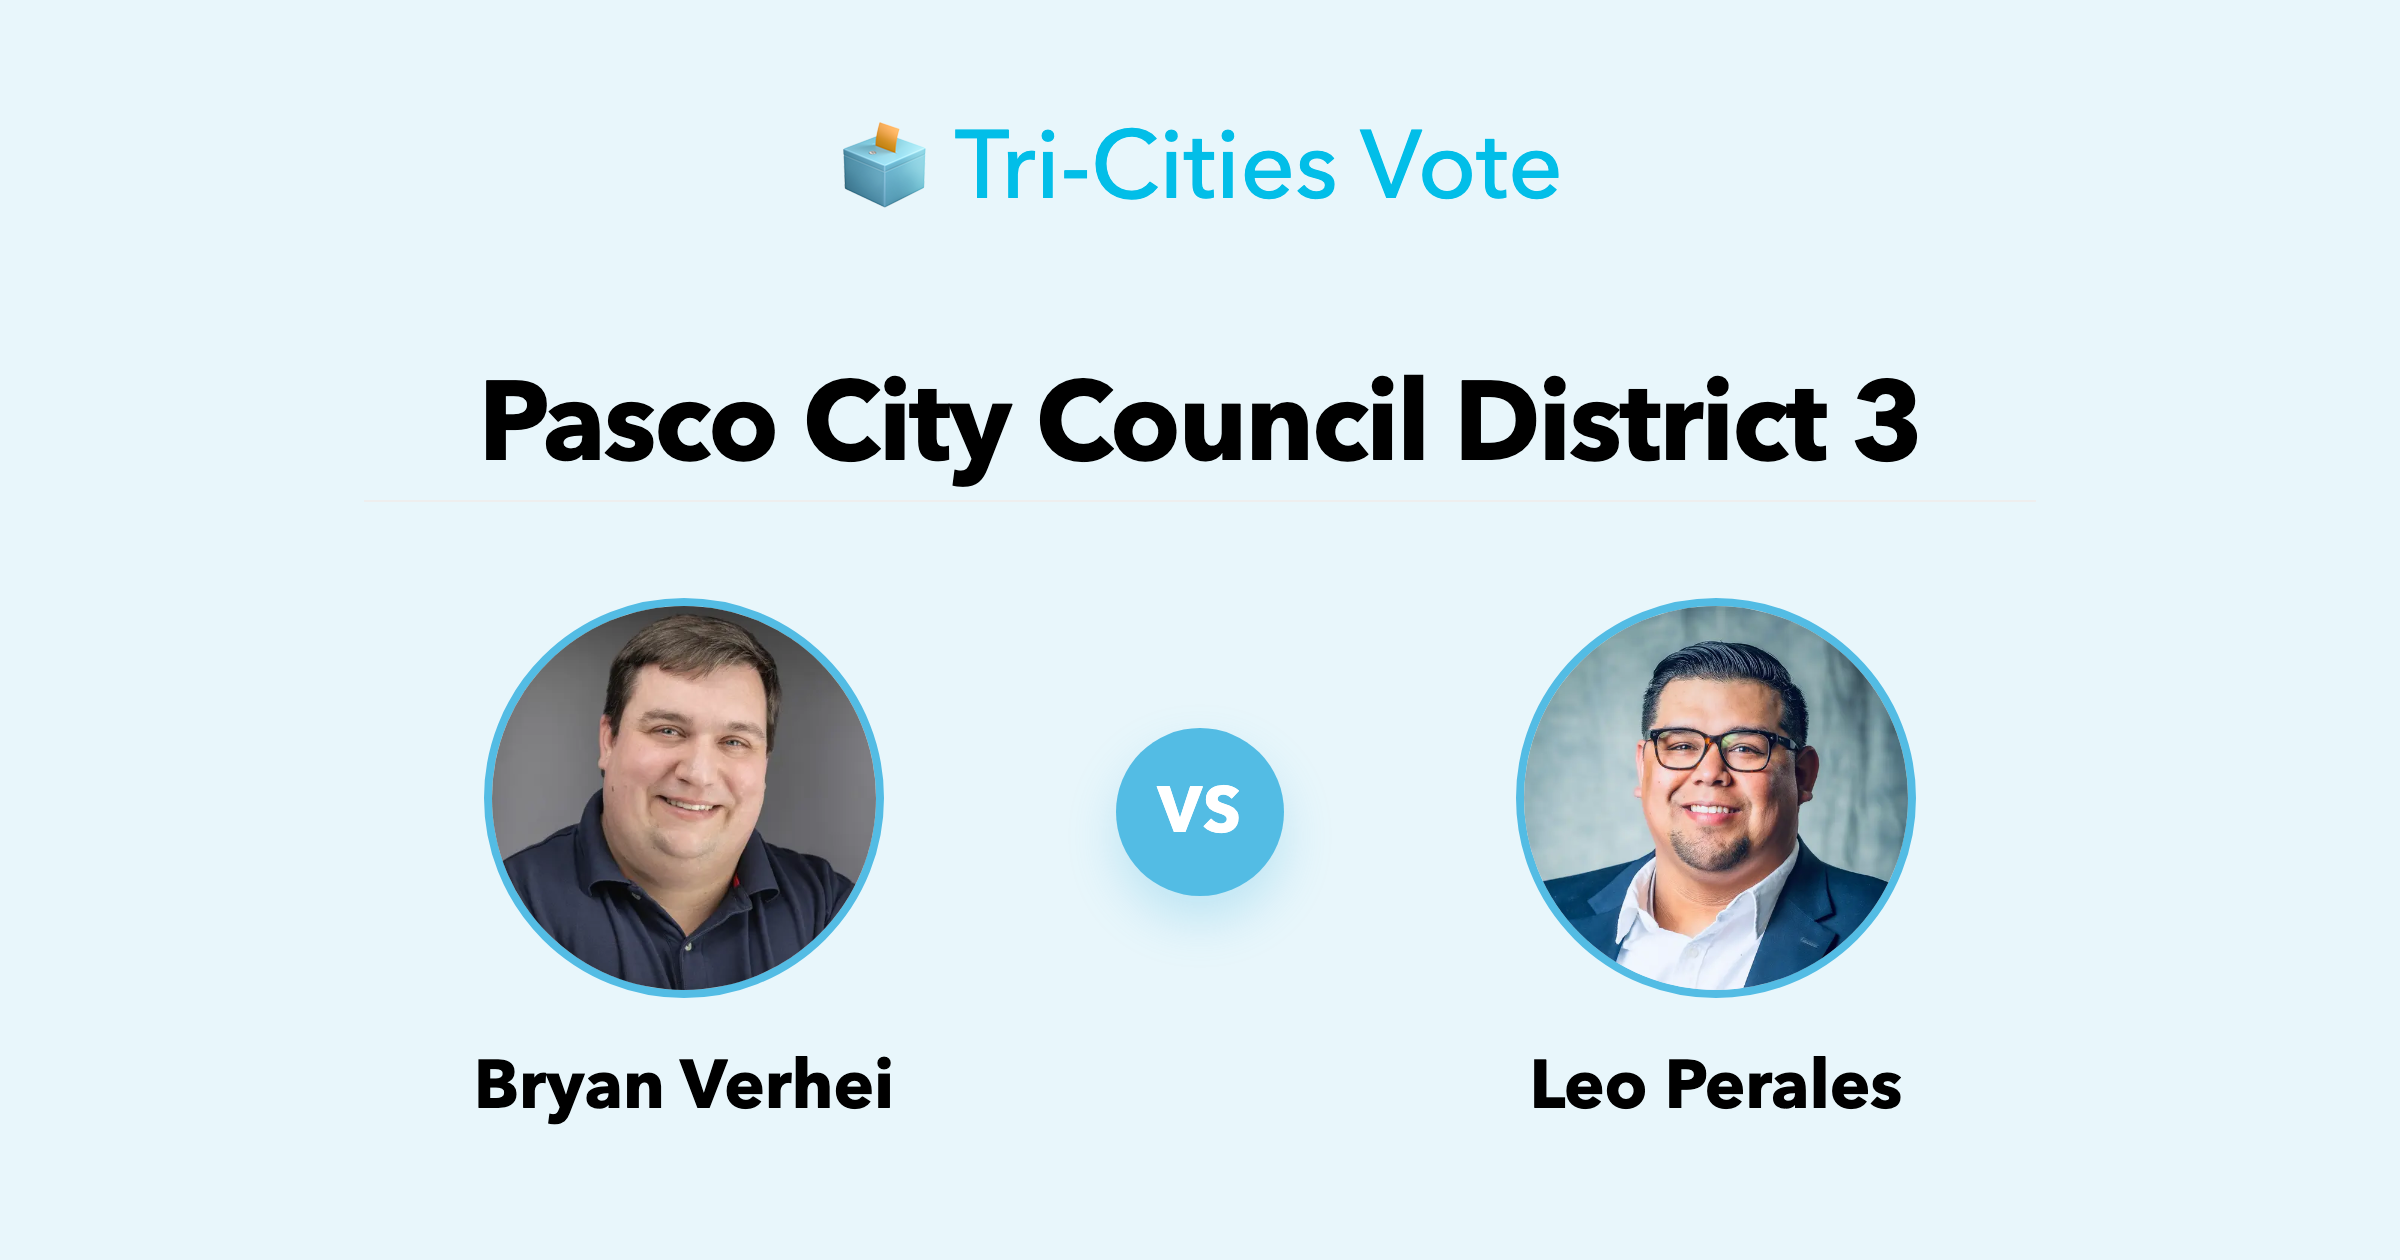 Tri-Cities Vote
Pasco City Council District 3
VS
Bryan Verhei
Leo Perales